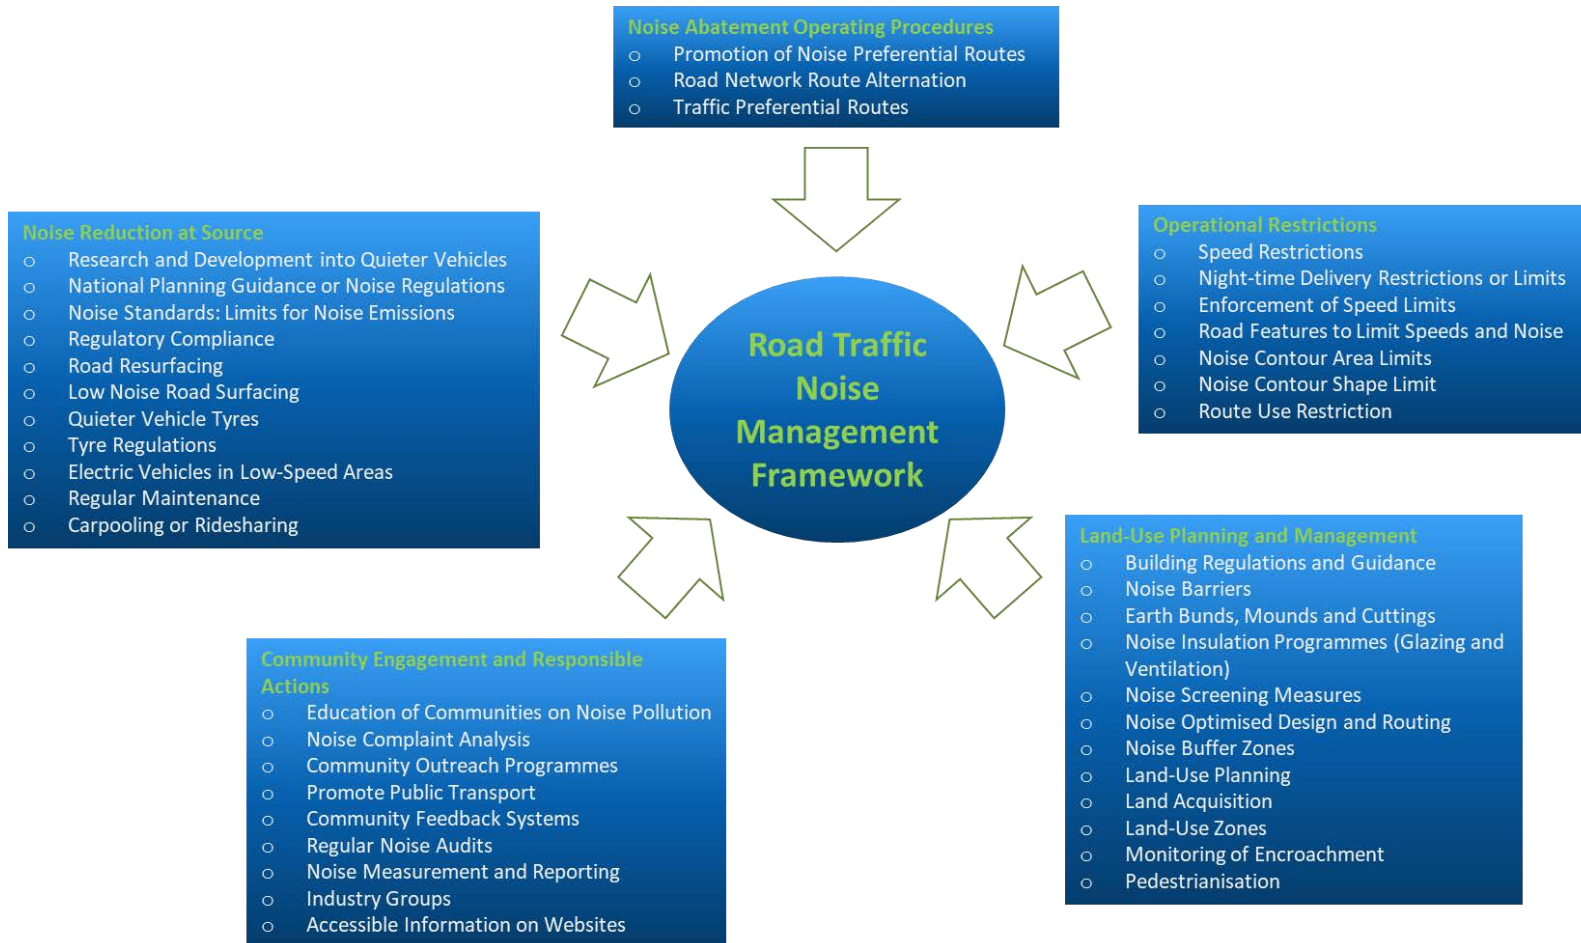 Noise Abatement Operating Procedures
o Promotion of Noise Preferential Routes
o Road Network Route Alternation
o Traffic Preferential Routes
Noise Reduction at Source
o Research and Development into Quieter Vehicles
o National Planning Guidance or Noise Regulations
o Noise Standards: Limits for Noise Emissions
o Regulatory Compliance
o Road Resurfacing
o Low Noise Road Surfacing
o Quieter Vehicle Tyres
o Tyre Regulations
o Electric Vehicles in Low-Speed Areas
o Regular Maintenance
o Carpooling or Ridesharing
Road Traffic
Noise
Management
Framework
Operational Restrictions
o Speed Restrictions
o Night-time Delivery Restrictions or Limits
o Enforcement of Speed Limits
o Road Features to Limit Speeds and Noise
o Noise Contour Area Limits
o Noise Contour Shape Limit
o Route Use Restriction
Community Engagement and Responsible
Actions
o Education of Communities on Noise Pollution
o Noise Complaint Analysis
o Community Outreach Programmes
o Promote Public Transport
o Community Feedback Systems
o Regular Noise Audits
o Noise Measurement and Reporting
o Industry Groups
o Accessible Information on Websites
Land-Use Planning and Management
o Building Regulations and Guidance
o Noise Barriers
o Earth Bunds, Mounds and Cuttings
o Noise Insulation Programmes (Glazing and
Ventilation)
o Noise Screening Measures
o Noise Optimised Design and Routing
o Noise Buffer Zones
o Land-Use Planning
o Land Acquisition
o Land-Use Zones
o Monitoring of Encroachment
o Pedestrianisation